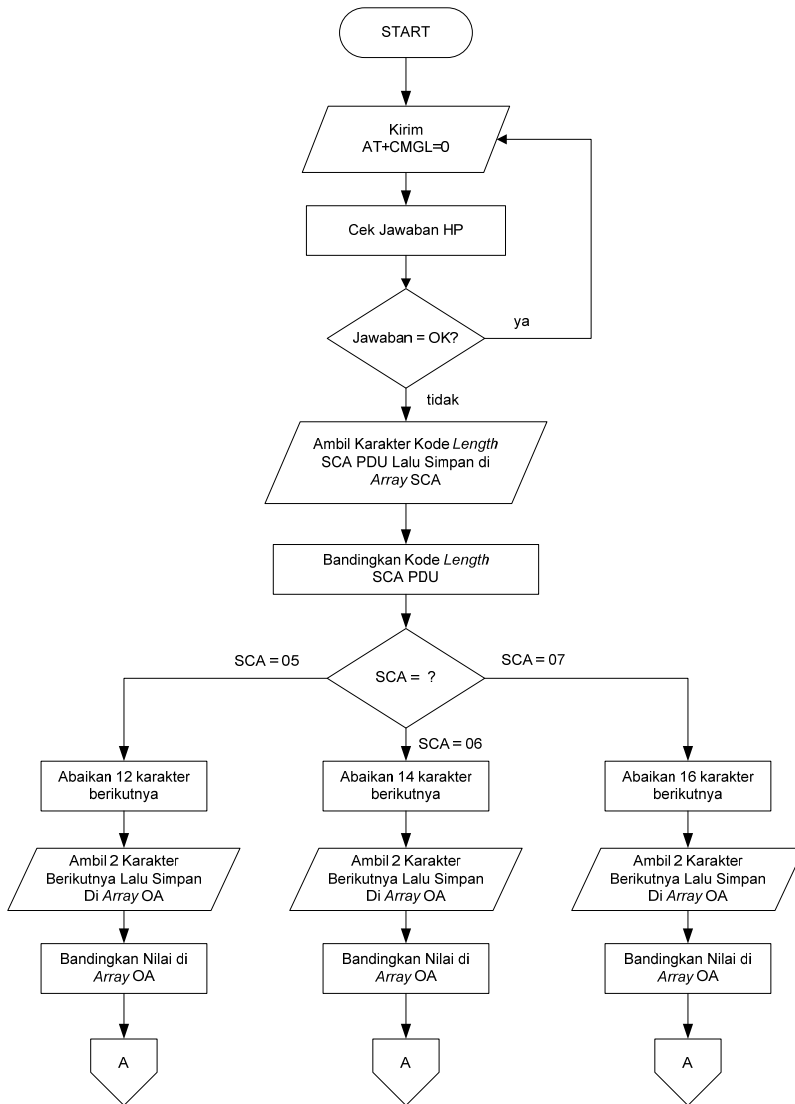 START
Kirim
AT+CMGL=0
Cek Jawaban HP
Jawaban = OK?
ya
tidak
Ambil Karakter Kode Length
SCA PDU Lalu Simpan di
Array SCA
Bandingkan Kode Length
SCA PDU
SCA = ?
SCA = 05
SCA = 07
SCA = 06
Abaikan 12 karakter
berikutnya
Abaikan 14 karakter
berikutnya
Abaikan 16 karakter
berikutnya
Ambil 2 Karakter
Berikutnya Lalu Simpan
Di Array OA
Ambil 2 Karakter
Berikutnya Lalu Simpan
Di Array OA
Ambil 2 Karakter
Berikutnya Lalu Simpan
Di Array OA
Bandingkan Nilai di
Array OA
Bandingkan Nilai di
Array OA
Bandingkan Nilai di
Array OA
A
A
A